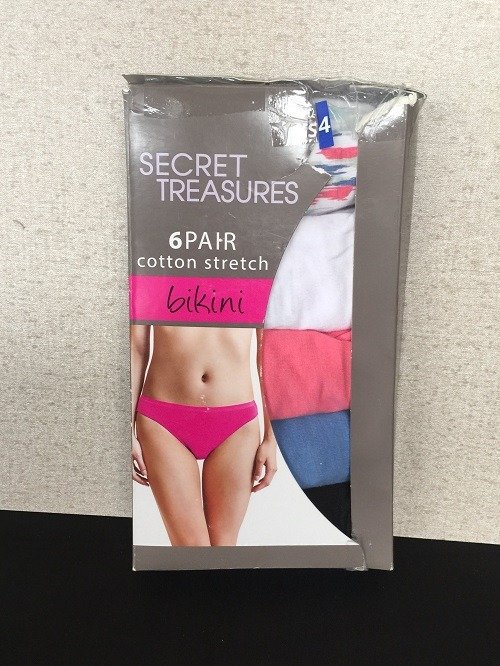 S4
SECRET
TREASURES
6PAIR
cotton stretch
bikini